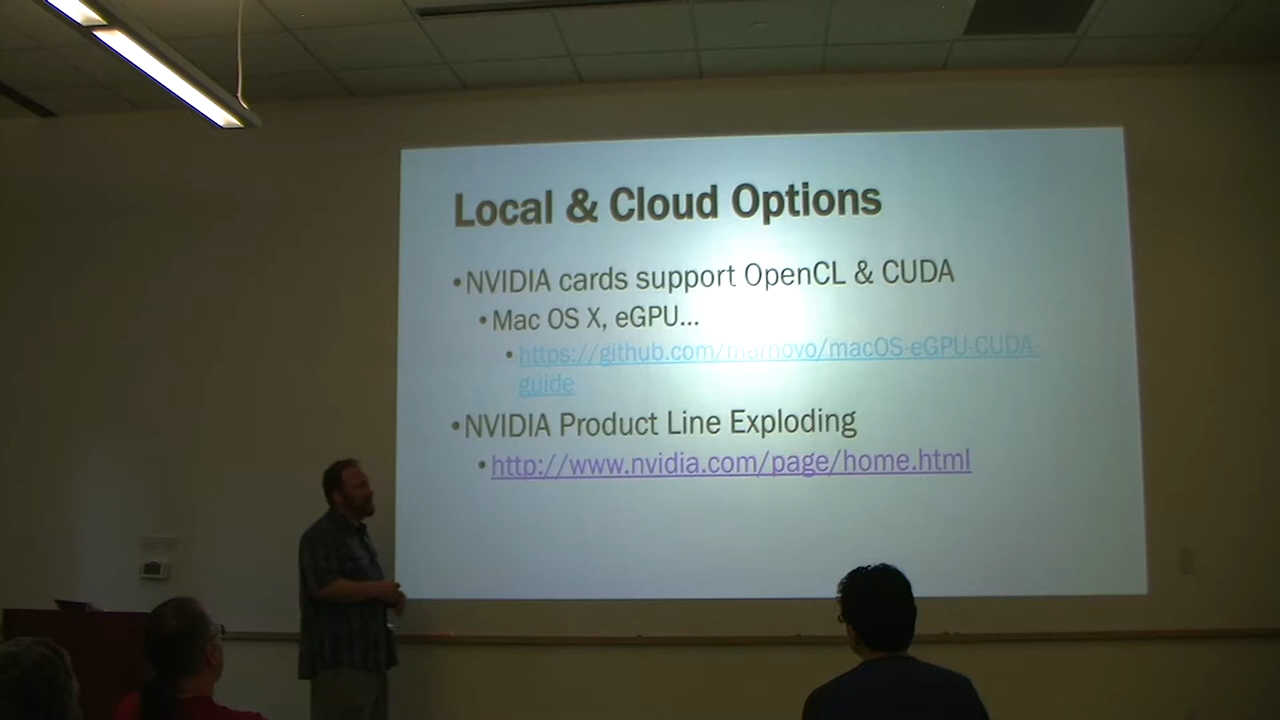 Local & Cloud Options
•NVIDIA cards support OpenCL & CUDA
•Mac OS X, eGPU...
•https://github.com/marnovo/macOS-eGPU-CUDA-
guide
•NVIDIA Product Line Exploding
•http://www.nvidia.com/page/home.html